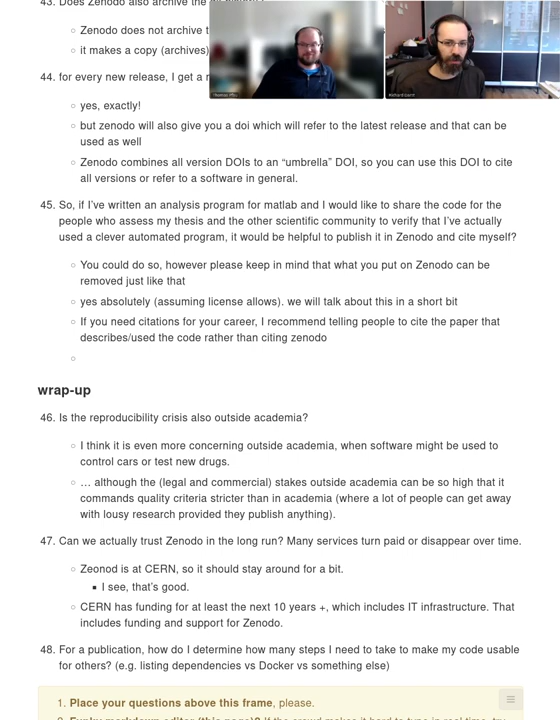 43. Does Zenodo also archive the
Zenodo does not archive t
it makes a copy (archives)
44. for every new release, I get a
yes, exactly!
but zenodo will also give you a doi which will refer to the latest release and that can be
used as well
Zenodo combines all version DOIs to an “umbrella” DOI, so you can use this DOI to cite
all versions or refer to a software in general.
45. So, if I've written an analysis program for matlab and I would like to share the code for the
people who assess my thesis and the other scientific community to verify that I've actually
used a clever automated program, it would be helpful to publish it in Zenodo and cite myself?
You could do so, however please keep in mind that what you put on Zenodo can be
removed just like that
yes absolutely (assuming license allows). we will talk about this in a short bit
If you need citations for your career, I recommend telling people to cite the paper that
describes/used the code rather than citing zenodo
wrap-up
46. Is the reproducibility crisis also outside academia?
I think it is even more concerning outside academia, when software might be used to
control cars or test new drugs.
… although the (legal and commercial) stakes outside academia can be so high that it
commands quality criteria stricter than in academia (where a lot of people can get away
with lousy research provided they publish anything).
47. Can we actually trust Zenodo in the long run? Many services turn paid or disappear over time.
Zeonod is at CERN, so it should stay around for a bit.
I see, that's good.
CERN has funding for at least the next 10 years +, which includes IT infrastructure. That
includes funding and support for Zenodo.
48. For a publication, how do I determine how many steps I need to take to make my code usable
for others? (e.g. listing dependencies vs Docker vs something else)
1. Place your questions above this frame, please.